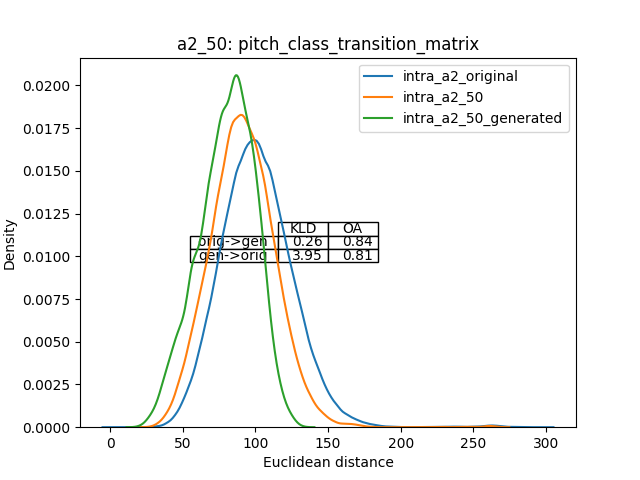 a2_50: pitch_class_transition_matrix
intra_a2_original
intra_a2_50
intra_a2_50_generated
KLD OA
orig->gen 0.26 0.84
gen->orig 3.95 0.81
Density
0.0200
0.0175
0.0150
0.0125
0.0100
0.0075
0.0050
0.0025
0.0000
0 50 100 150 200 250 300
Euclidean distance